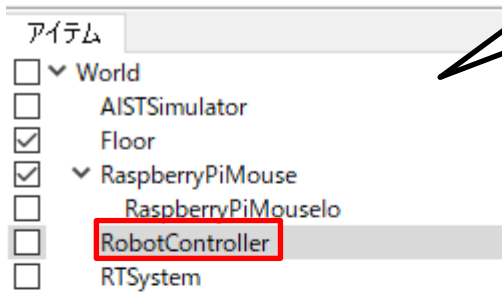 アイテム
World
AISTSimulator
Floor
RaspberryPiMouse
RaspberryPiMouseIo
RobotController
RTSystem